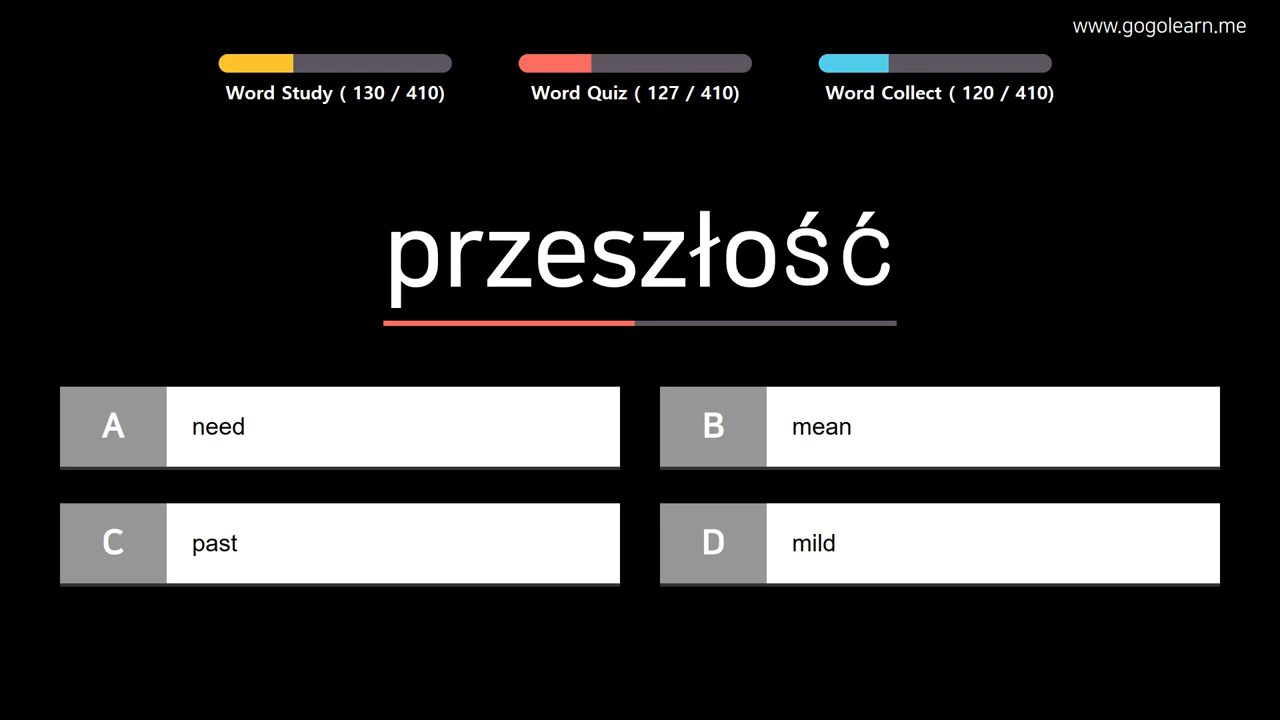 www.gogolearn.me
Word Study ( 130 / 410)
Word Quiz ( 127 / 410)
Word Collect ( 120 / 410)
przeszłość
A need
B mean
C past
D mild